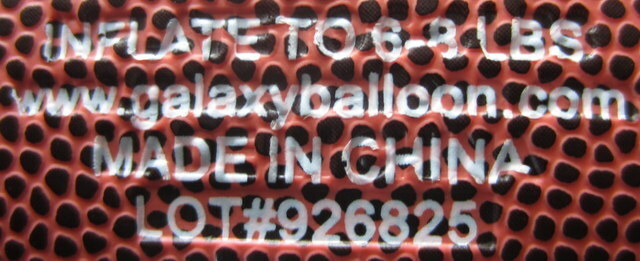 INFLATE TO 6-8 LBS.
www.galaxyballoon.com
MADE IN CHINA
LOT#926825